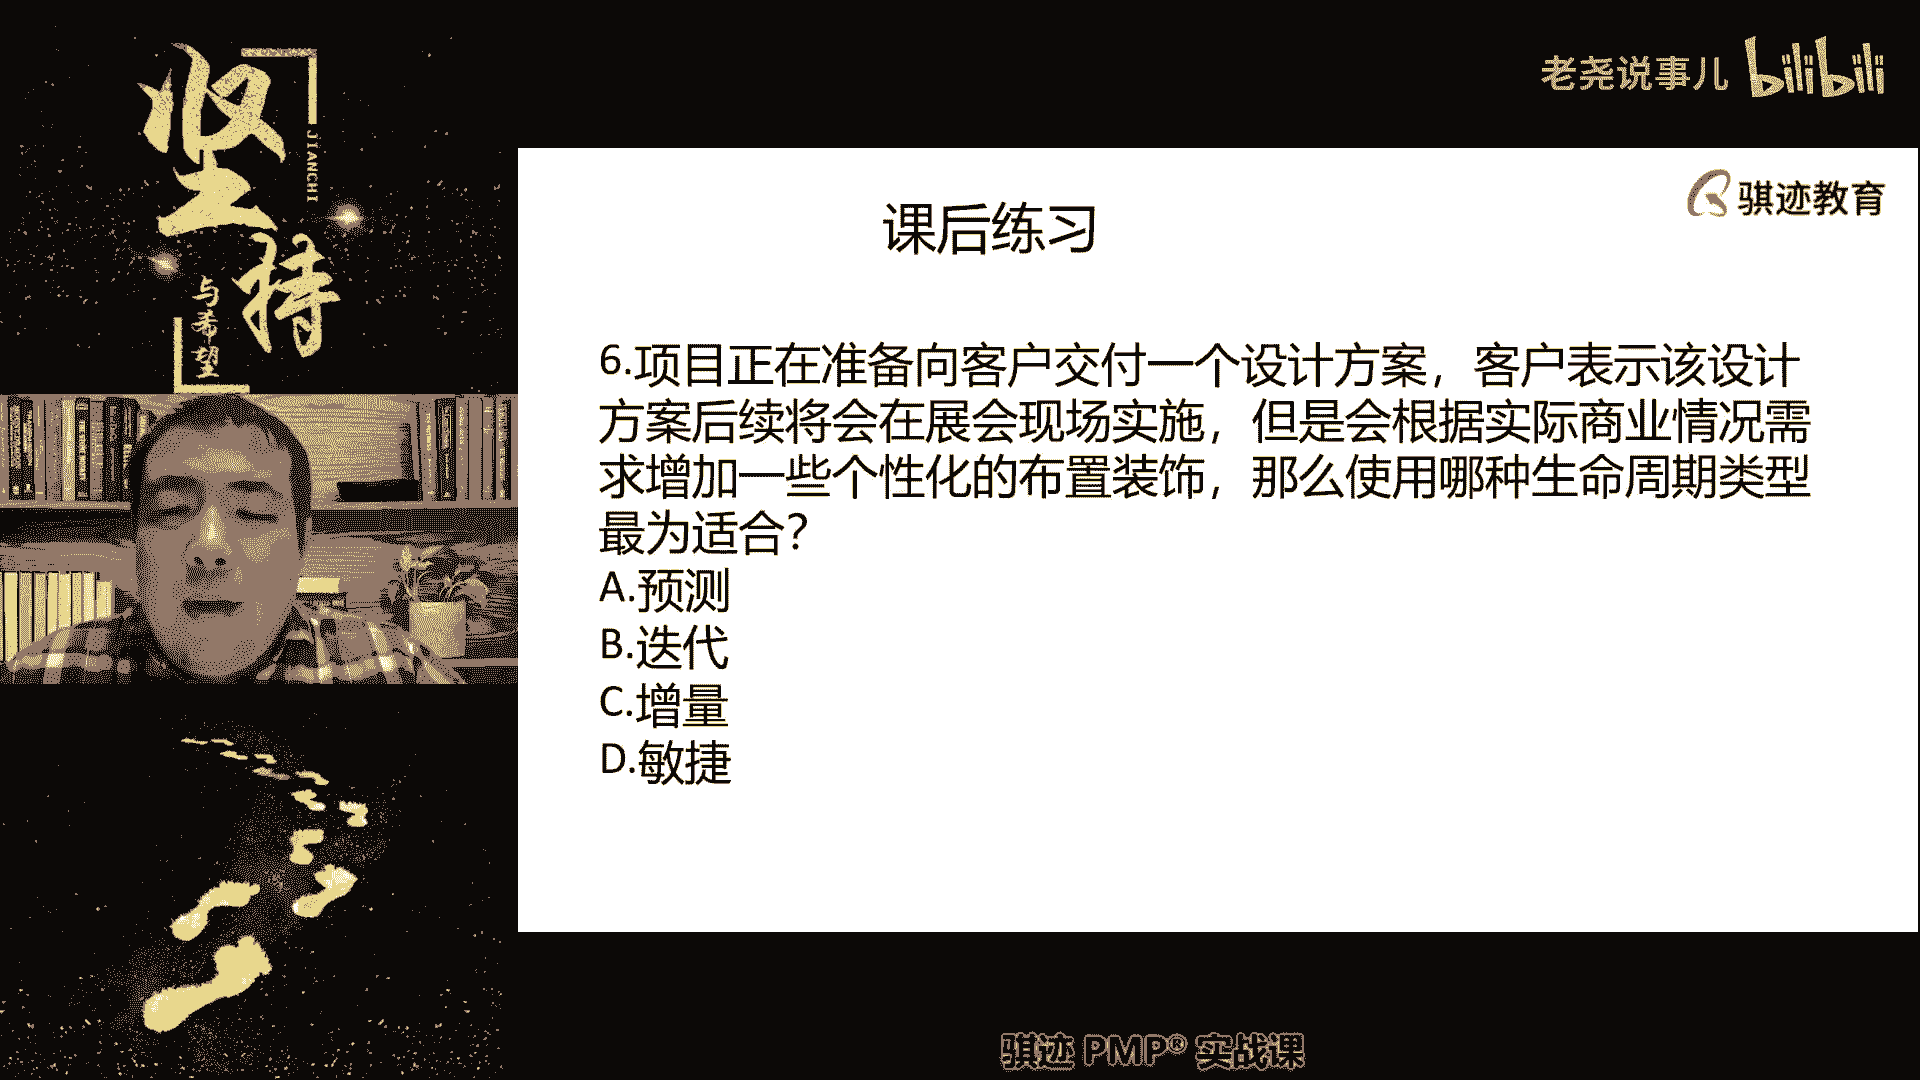 坚持
JIANCHI
与希望
老尧说事儿 bilibili
骐迹教育
课后练习
6.项目正在准备向客户交付一个设计方案，客户表示该设计
方案后续将会在展会现场实施，但是会根据实际商业情况需
求增加一些个性化的布置装饰，那么使用哪种生命周期类型
最为适合？
A.预测
B.迭代
C.增量
D.敏捷
骐迹 PMP® 实战课